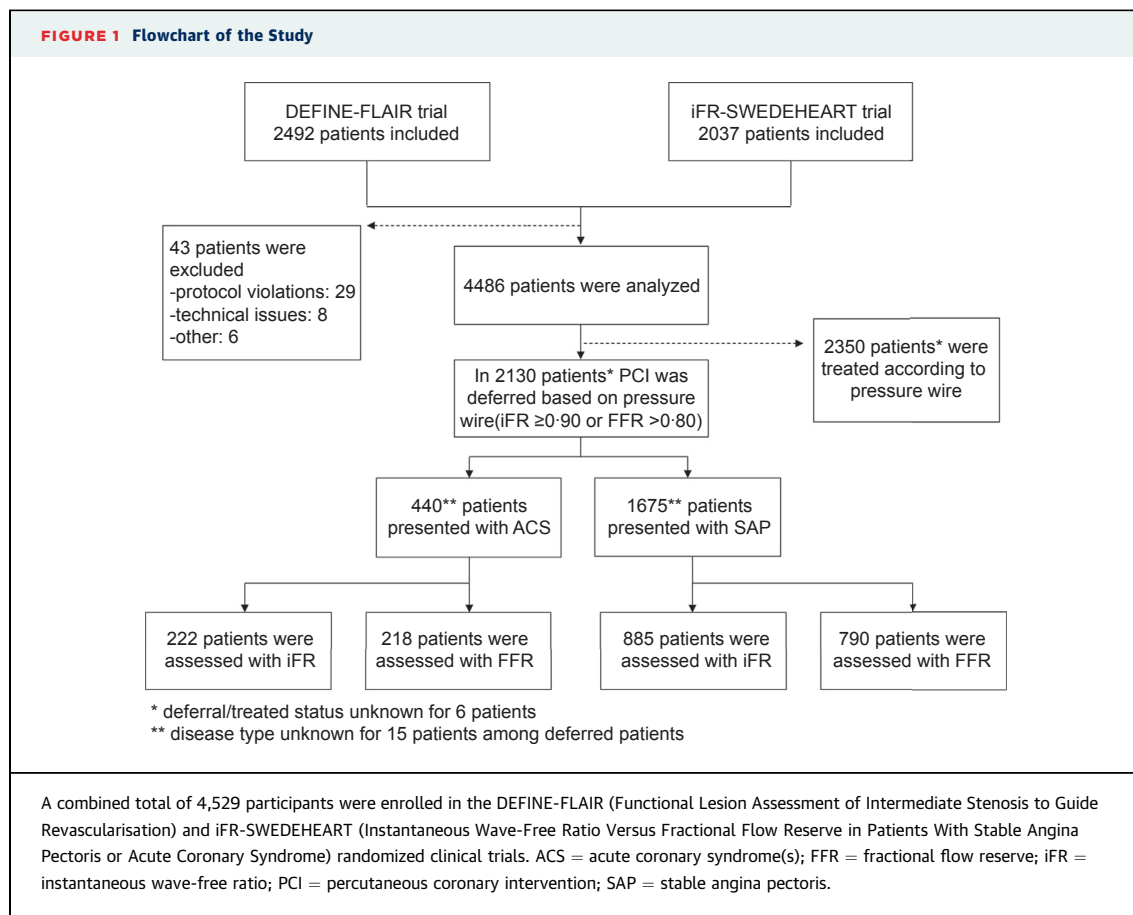 FIGURE 1 Flowchart of the Study
DEFINE-FLAIR trial
2492 patients included
iFR-SWEDEHEART trial
2037 patients included
43 patients were
excluded
-protocol violations: 29
-technical issues: 8
-other: 6
4486 patients were analyzed
2350 patients* were
treated according to
pressure wire
In 2130 patients* PCI was
deferred based on pressure
wire(iFR ≥0·90 or FFR >0·80)
440** patients
presented with ACS
1675** patients
presented with SAP
222 patients were
assessed with iFR
218 patients were
assessed with FFR
885 patients were
assessed with iFR
790 patients were
assessed with FFR
* deferral/treated status unknown for 6 patients
** disease type unknown for 15 patients among deferred patients
A combined total of 4,529 participants were enrolled in the DEFINE-FLAIR (Functional Lesion Assessment of Intermediate Stenosis to Guide
Revascularisation) and iFR-SWEDEHEART (Instantaneous Wave-Free Ratio Versus Fractional Flow Reserve in Patients With Stable Angina
Pectoris or Acute Coronary Syndrome) randomized clinical trials. ACS = acute coronary syndrome(s); FFR = fractional flow reserve; iFR =
instantaneous wave-free ratio; PCI = percutaneous coronary intervention; SAP = stable angina pectoris.